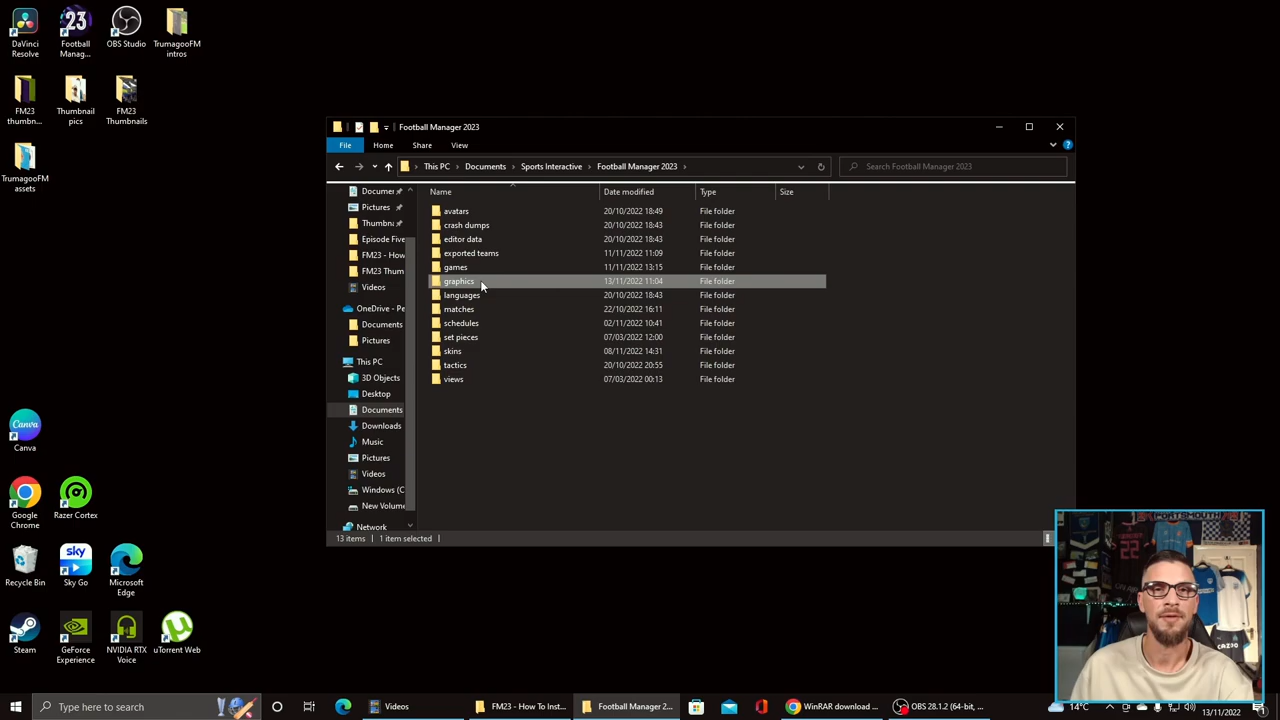 DaVinci
Resolve
23
Football
Manag...
OBS Studio
TrumagooFM
intros
FM23
thumbn...
Thumbnail
pics
FM23
Thumbnails
TrumagooFM
assets
Canva
Canva
Google
Chrome
Razer Cortex
Recycle Bin
sky
Sky Go
Microsoft
Edge
Steam
GeForce
Experience
NVIDIA RTX
Voice
uTorrent Web
Football Manager 2023
File
Home
Share
View
This PC
Documents
Sports Interactive
Football Manager 2023
Search Football Manager 2023
Documen
Pictures
Thumbna
Episode Five
FM23 - How
FM23 Thum
Videos
OneDrive - Pe
Documents
Pictures
This PC
3D Objects
Desktop
Documents
Downloads
Music
Pictures
Videos
Windows (C
New Volume
Network
Name Date modified Type Size
avatars 20/10/2022 18:49 File folder
crash dumps 20/10/2022 18:43 File folder
editor data 20/10/2022 18:43 File folder
exported teams 11/11/2022 11:09 File folder
games 11/11/2022 13:15 File folder
graphics 13/11/2022 11:04 File folder
languages 20/10/2022 18:43 File folder
matches 22/10/2022 16:11 File folder
schedules 02/11/2022 10:41 File folder
set pieces 07/03/2022 12:00 File folder
skins 08/11/2022 14:31 File folder
tactics 20/10/2022 20:55 File folder
views 07/03/2022 00:13 File folder
13 items 1 item selected
PORTSMOUTH
22
CAZOO
Type here to search
Videos
FM23 - How To Inst...
Football Manager 2...
WinRAR download ...
OBS 28.1.2 (64-bit, ...
14°C
13/11/2022